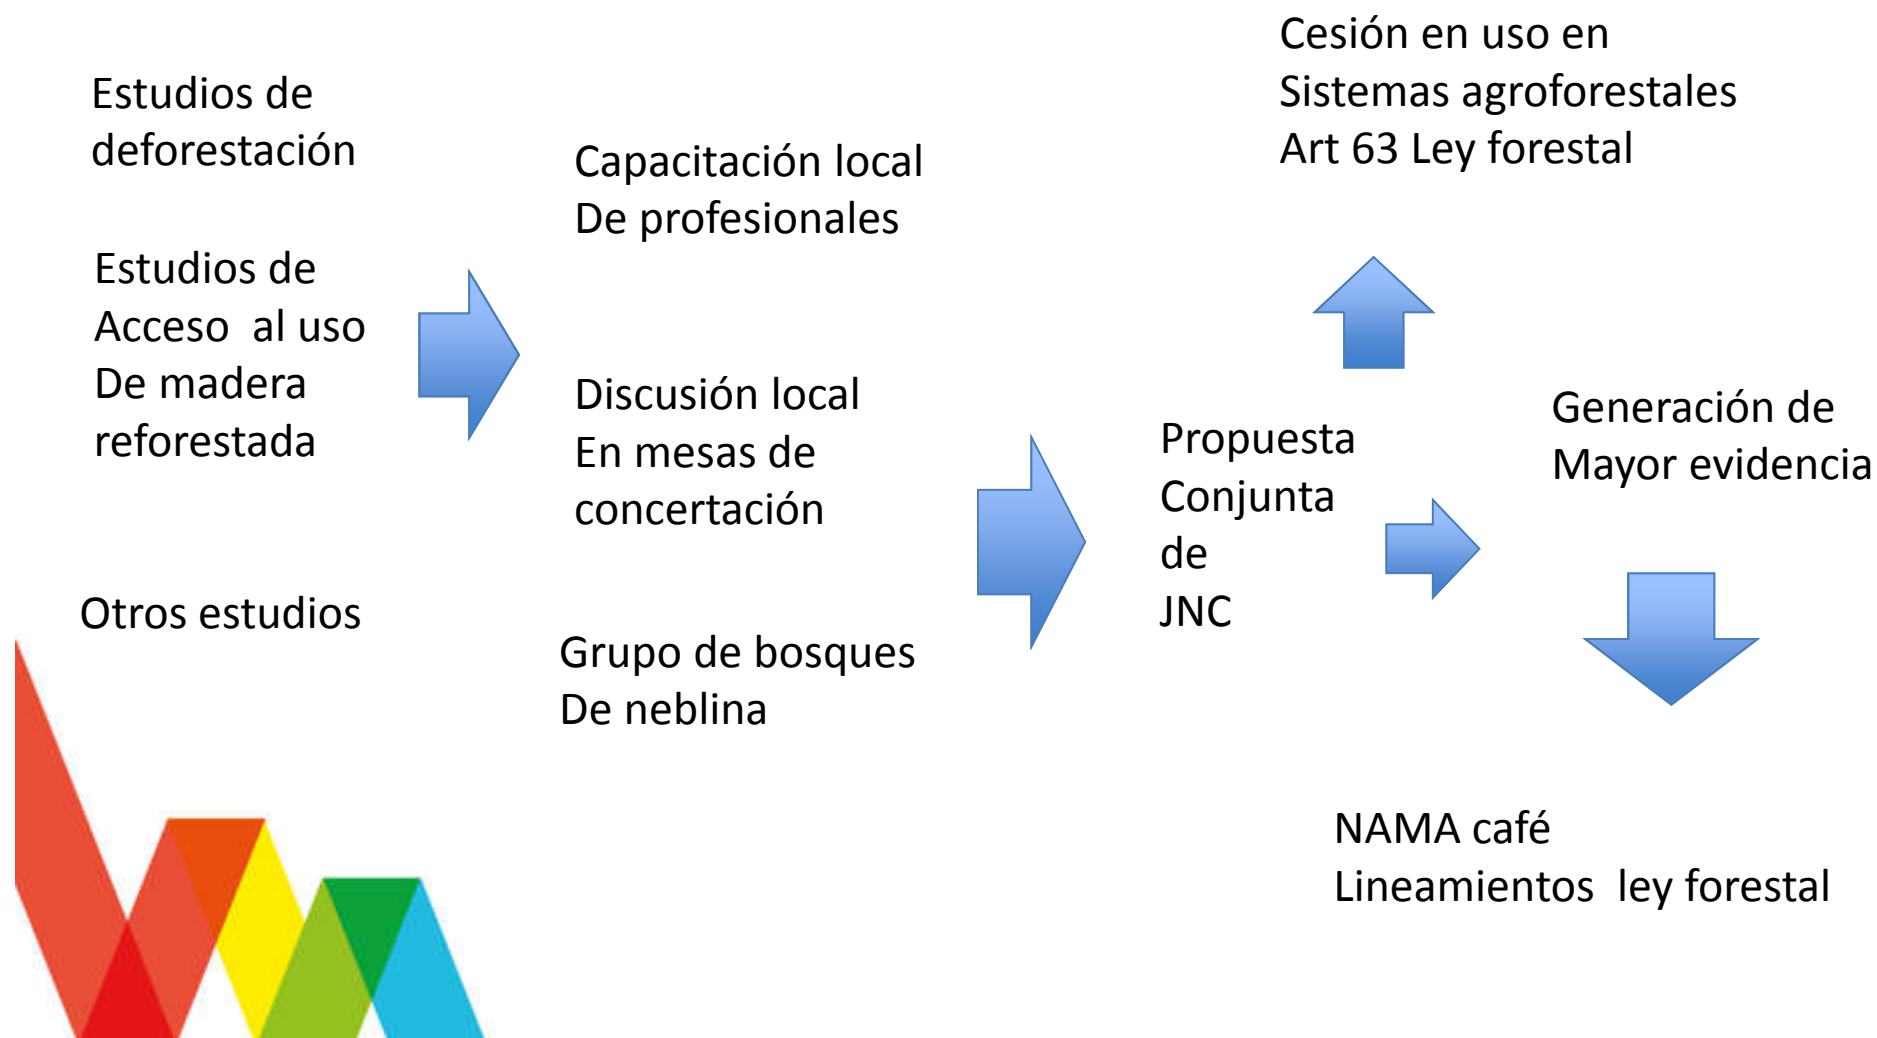 Estudios de
deforestación
Estudios de
Acceso  al uso
De madera
reforestada
Otros estudios
Capacitación local
De profesionales
Discusión local
En mesas de
concertación
Grupo de bosques
De neblina
Propuesta
Conjunta
de
JNC
Cesión en uso en
Sistemas agroforestales
Art 63 Ley forestal
Generación de
Mayor evidencia
NAMA café
Lineamientos  ley forestal